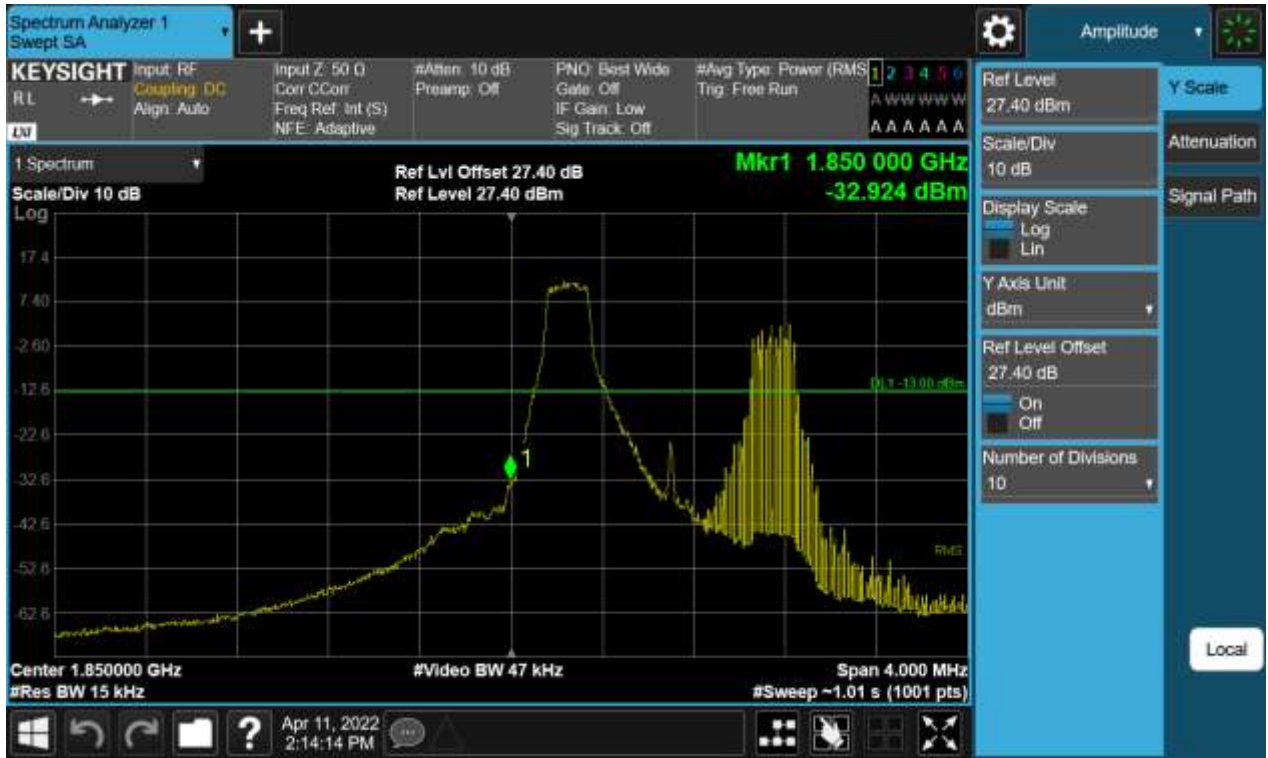 Spectrum Analyzer 1
Swept SA
+
Amplitude
KEYSIGHT
RL
LXI
Input: RF
Coupling: DC
Align: Auto
Input Z: 50 Ω
Corr CCorr
Freq Ref: Int (S)
NFE: Adaptive
#Atten: 10 dB
Preamp: Off
PNO: Best Wide
Gate: Off
IF Gain: Low
Sig Track: Off
#Avg Type: Power (RMS
Trig: Free Run
1 2 3 4 5 6
A W W W W W
A A A A A A
1 Spectrum
Scale/Div 10 dB
Ref Lvl Offset 27.40 dB
Ref Level 27.40 dBm
Mkr1 1.850 000 GHz
-32.924 dBm
Log
17.4
7.40
-2.60
-12.6
-22.6
-32.6
-42.6
-52.6
-62.6
DL1 -13.00 dBm
1
RMS
Center 1.850000 GHz
#Video BW 47 kHz
Span 4.000 MHz
#Res BW 15 kHz
#Sweep ~1.01 s (1001 pts)
?
Apr 11, 2022
2:14:14 PM
Ref Level
27.40 dBm
Scale/Div
10 dB
Display Scale
Log
Lin
Y Axis Unit
dBm
Ref Level Offset
27.40 dB
On
Off
Number of Divisions
10
Y Scale
Attenuation
Signal Path
Local